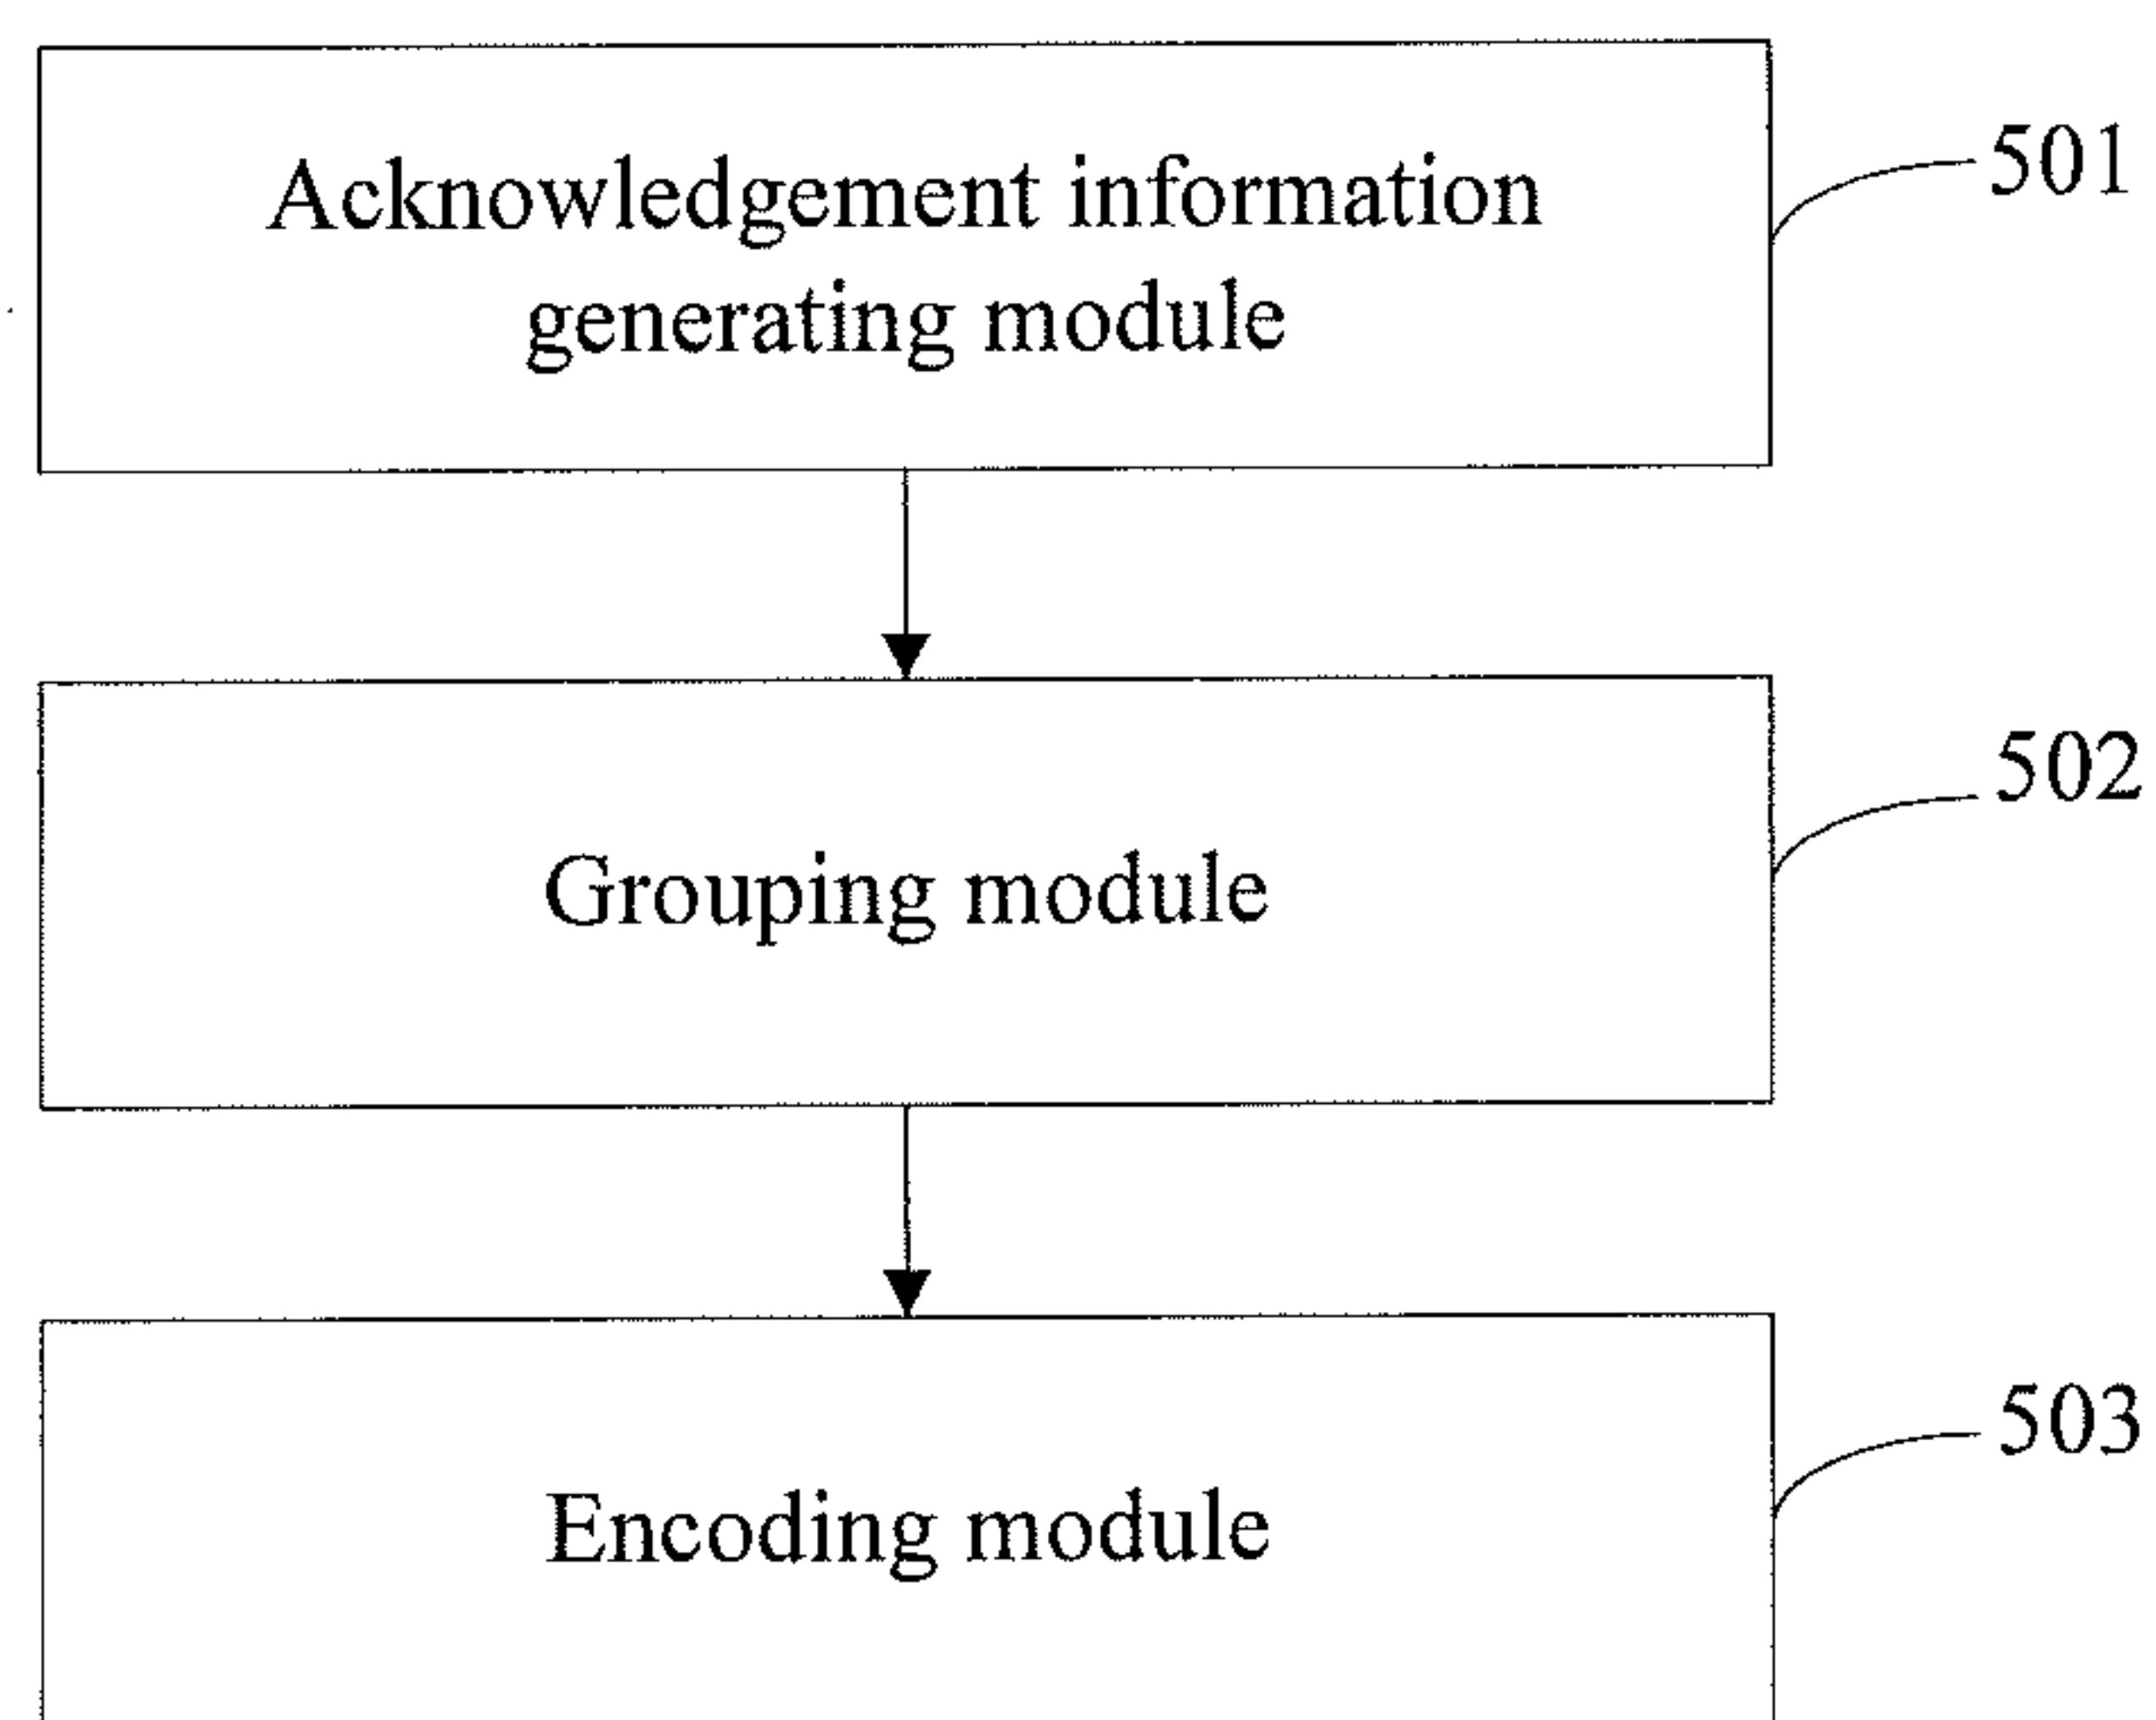 Acknowledgement information
generating module
501
Grouping module
502
Encoding module
503